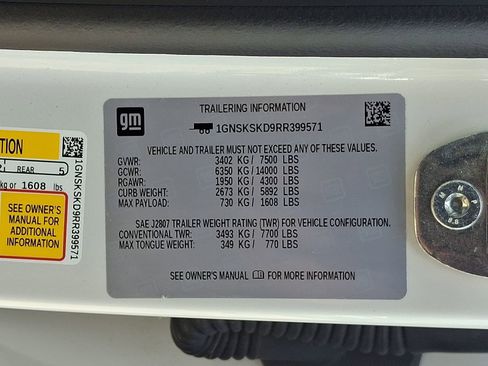 gm
TRAILERING INFORMATION
1GNSKSKD9RR399571
VEHICLE AND TRAILER MUST NOT EXCEED ANY OF THESE VALUES.
GVWR: 3402 KG / 7500 LBS
GCWR: 6350 KG / 14000 LBS
RGAWR: 1950 KG / 4300 LBS
CURB WEIGHT: 2673 KG / 5892 LBS
MAX PAYLOAD: 730 KG / 1608 LBS
SAE J2807 TRAILER WEIGHT RATING (TWR) FOR VEHICLE CONFIGURATION.
CONVENTIONAL TWR: 3493 KG / 7700 LBS
MAX TONGUE WEIGHT: 349 KG / 770 LBS
SEE OWNER'S MANUAL FOR MORE INFORMATION
REAR 5
kg or 1608 lbs
SEE OWNER'S
MANUAL FOR
ADDITIONAL
INFORMATION
1GNSKSKD9RR399571
8.8